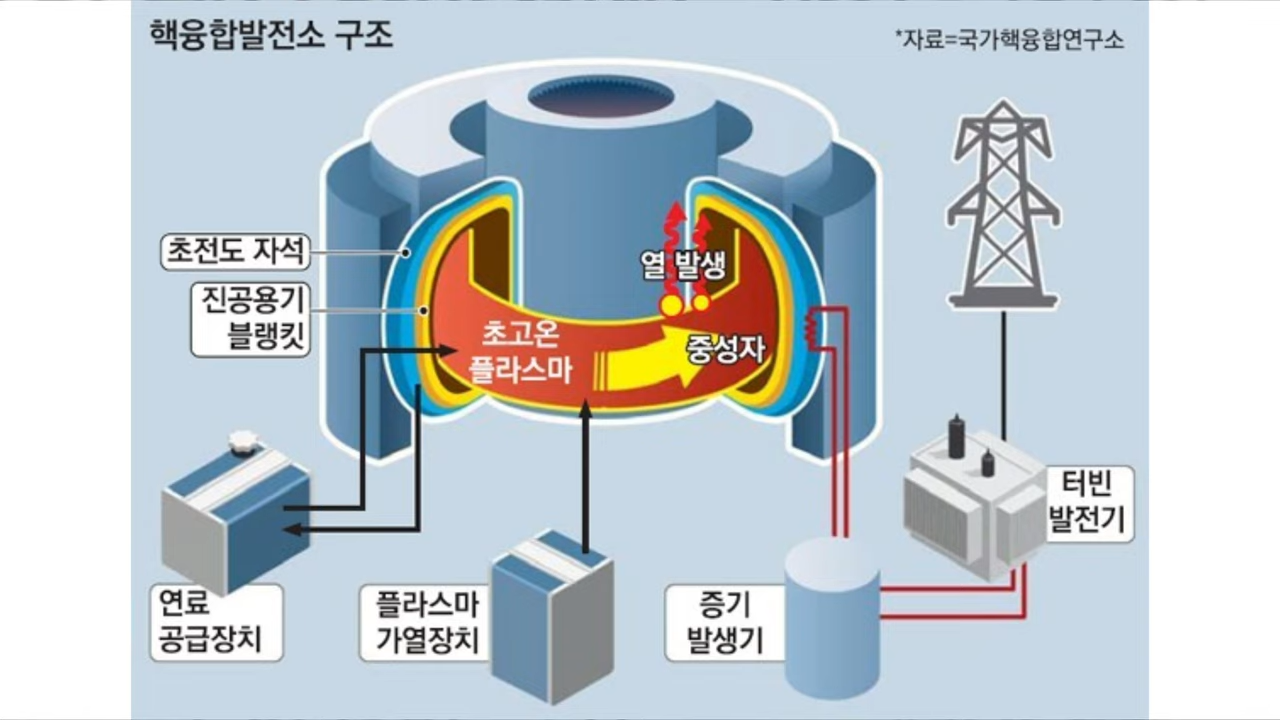 핵융합발전소 구조
*자료=국가핵융합연구소
초전도 자석
진공용기
블랭킷
열 발생
초고온
플라스마
중성자
터빈
발전기
연료
공급장치
플라스마
가열장치
증기
발생기